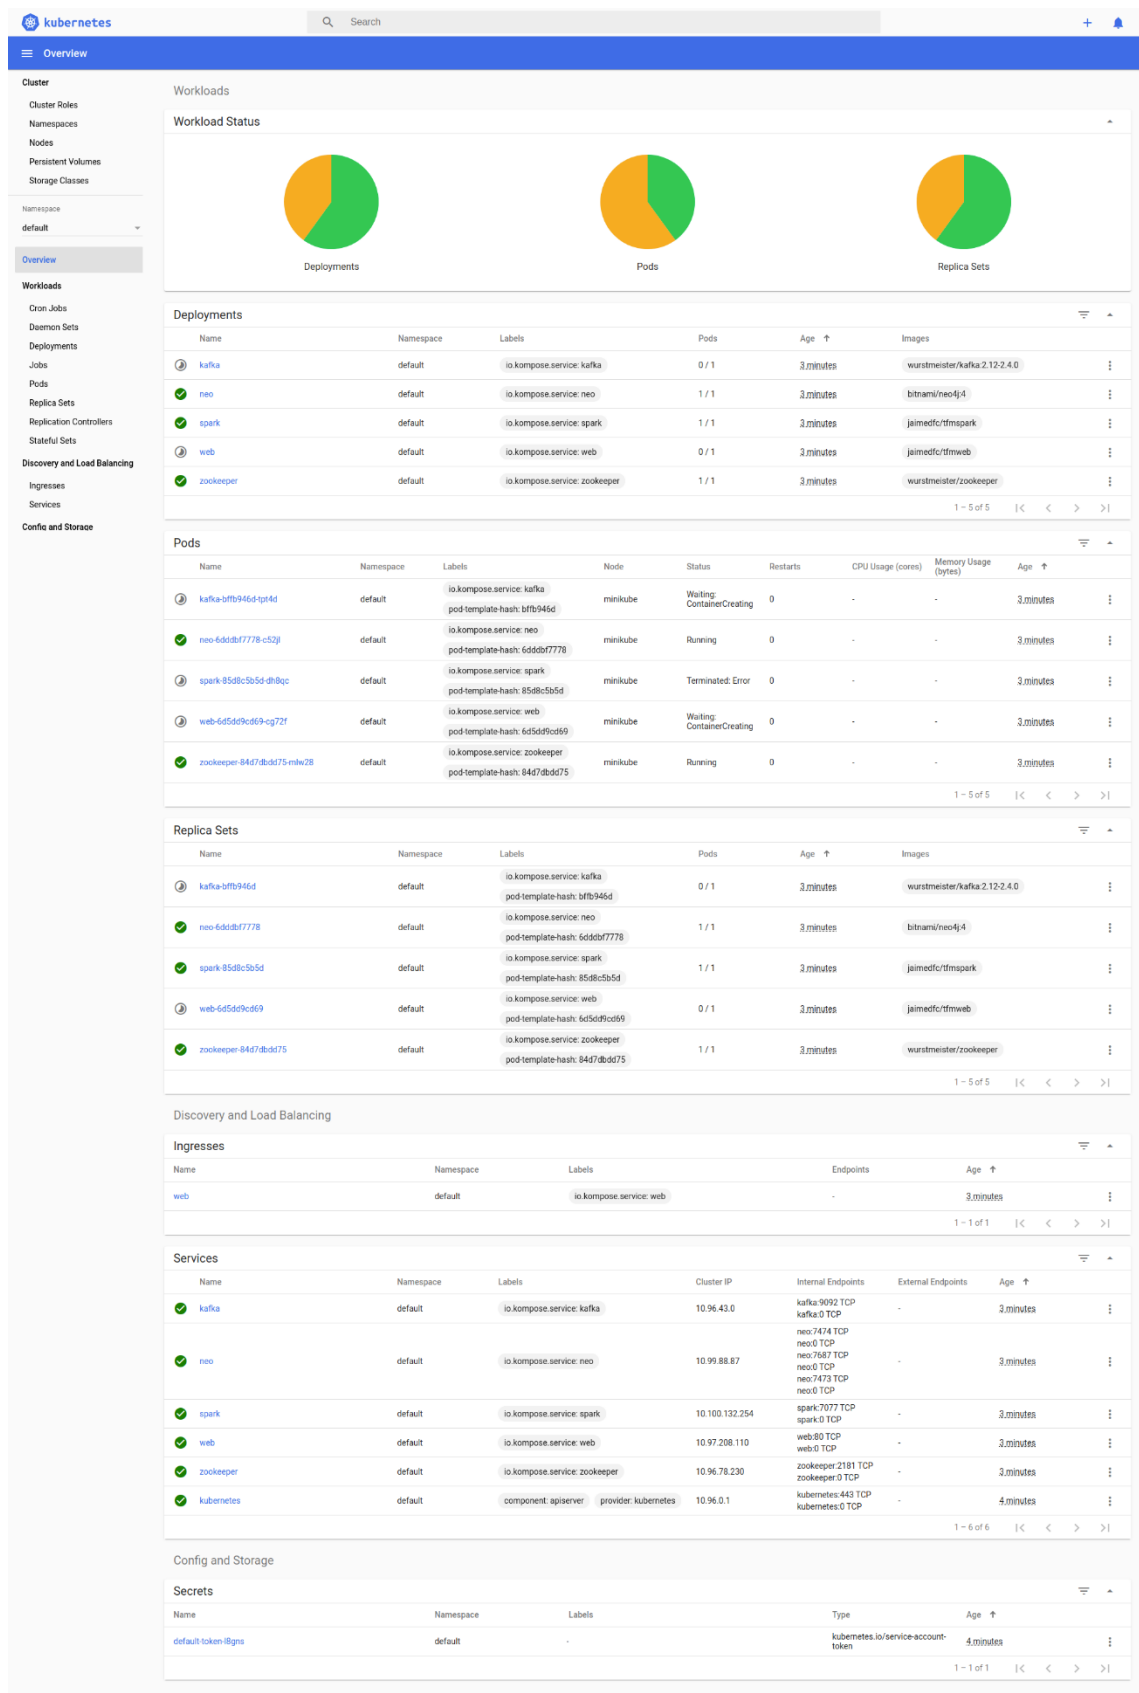 kubernetes
Search
Overview
Cluster
Cluster Roles
Namespaces
Nodes
Persistent Volumes
Storage Classes
Namespace
default
Overview
Workloads
Cron Jobs
Daemon Sets
Deployments
Jobs
Pods
Replica Sets
Replication Controllers
Stateful Sets
Discovery and Load Balancing
Ingresses
Services
Config and Storage
Workloads
Workload Status
Deployments Pods Replica Sets
Deployments
Name Namespace Labels Pods Age Images
kafka default io.kompose.service: kafka 0 / 1 3 minutes wurstmeister/kafka:2.12-2.4.0
neo default io.kompose.service: neo 1 / 1 3 minutes bitnami/neo4j:4
spark default io.kompose.service: spark 1 / 1 3 minutes jaimedfc/tfmspark
web default io.kompose.service: web 0 / 1 3 minutes jaimedfc/tfmweb
zookeeper default io.kompose.service: zookeeper 1 / 1 3 minutes wurstmeister/zookeeper
1 – 5 of 5
Pods
Name Namespace Labels Node Status Restarts CPU Usage (cores) Memory Usage (bytes) Age
kafka-bffb946d-tpt4d default io.kompose.service: kafka pod-template-hash: bffb946d minikube Waiting: ContainerCreating 0 - - 3 minutes
neo-6dddbf7778-c52jl default io.kompose.service: neo pod-template-hash: 6dddbf7778 minikube Running 0 - - 3 minutes
spark-85d8c5b5d-dh8qc default io.kompose.service: spark pod-template-hash: 85d8c5b5d minikube Terminated: Error 0 - - 3 minutes
web-6d5dd9cd69-cg72f default io.kompose.service: web pod-template-hash: 6d5dd9cd69 minikube Waiting: ContainerCreating 0 - - 3 minutes
zookeeper-84d7dbdd75-mlw28 default io.kompose.service: zookeeper pod-template-hash: 84d7dbdd75 minikube Running 0 - - 3 minutes
1 – 5 of 5
Replica Sets
Name Namespace Labels Pods Age Images
kafka-bffb946d default io.kompose.service: kafka pod-template-hash: bffb946d 0 / 1 3 minutes wurstmeister/kafka:2.12-2.4.0
neo-6dddbf7778 default io.kompose.service: neo pod-template-hash: 6dddbf7778 1 / 1 3 minutes bitnami/neo4j:4
spark-85d8c5b5d default io.kompose.service: spark pod-template-hash: 85d8c5b5d 1 / 1 3 minutes jaimedfc/tfmspark
web-6d5dd9cd69 default io.kompose.service: web pod-template-hash: 6d5dd9cd69 0 / 1 3 minutes jaimedfc/tfmweb
zookeeper-84d7dbdd75 default io.kompose.service: zookeeper pod-template-hash: 84d7dbdd75 1 / 1 3 minutes wurstmeister/zookeeper
1 – 5 of 5
Discovery and Load Balancing
Ingresses
Name Namespace Labels Endpoints Age
web default io.kompose.service: web - 3 minutes
1 – 1 of 1
Services
Name Namespace Labels Cluster IP Internal Endpoints External Endpoints Age
kafka default io.kompose.service: kafka 10.96.43.0 kafka:9092 TCP kafka:0 TCP - 3 minutes
neo default io.kompose.service: neo 10.99.88.87 neo:7474 TCP neo:0 TCP neo:7687 TCP neo:0 TCP neo:7473 TCP neo:0 TCP - 3 minutes
spark default io.kompose.service: spark 10.100.132.254 spark:7077 TCP spark:0 TCP - 3 minutes
web default io.kompose.service: web 10.97.208.110 web:80 TCP web:0 TCP - 3 minutes
zookeeper default io.kompose.service: zookeeper 10.96.78.230 zookeeper:2181 TCP zookeeper:0 TCP - 3 minutes
kubernetes default component: apiserver provider: kubernetes 10.96.0.1 kubernetes:443 TCP kubernetes:0 TCP - 4 minutes
1 – 6 of 6
Config and Storage
Secrets
Name Namespace Labels Type Age
default-token-l8gns default - kubernetes.io/service-account-token 4 minutes
1 – 1 of 1